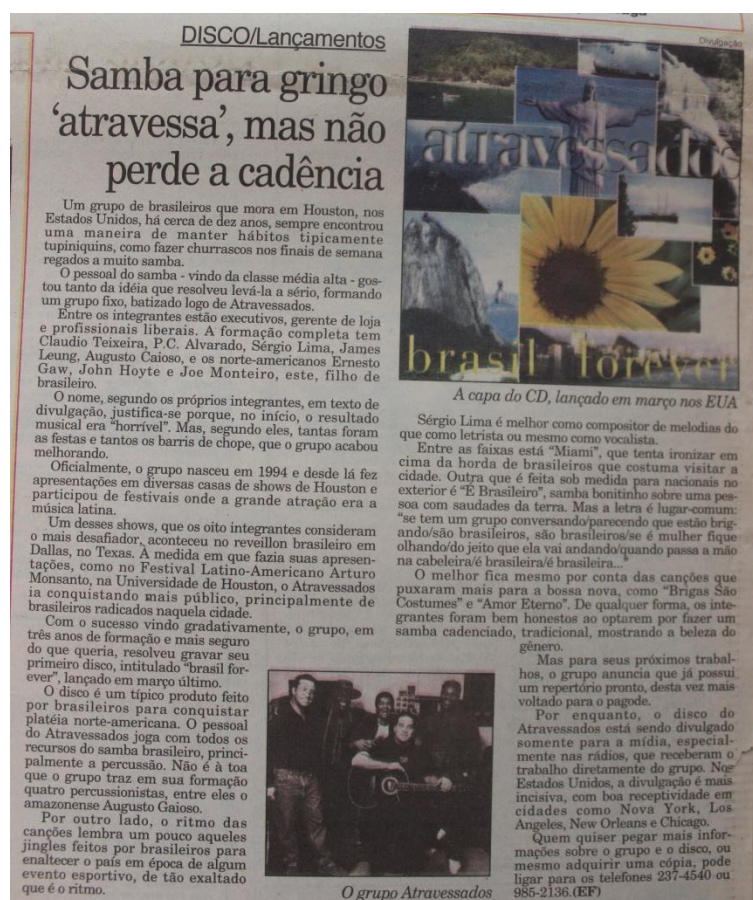 DISCO/Lançamentos
Samba para gringo
'atravessa', mas não
perde a cadência
Um grupo de brasileiros que mora em Houston, nos
Estados Unidos, há cerca de dez anos, sempre encontrou
uma maneira de manter hábitos tipicamente
tupiniquins, como fazer churrascos nos finais de semana
regados a muito samba.
O pessoal do samba - vindo da classe média alta - gos-
tou tanto da idéia que resolveu levá-la a sério, formando
um grupo fixo, batizado logo de Atravessados.
Entre os integrantes estão executivos, gerente de loja
e profissionais liberais. A formação completa tem
Claudio Teixeira, P.C. Alvarado, Sérgio Lima, James
Leung, Augusto Caioso, e os norte-americanos Ernesto
Gaw, John Hoyte e Joe Monteiro, este, filho de
brasileiro.
O nome, segundo os próprios integrantes, em texto de
divulgação, justifica-se porque, no início, o resultado
musical era "horrível". Mas, segundo eles, tantas foram
as festas e tantos os barris de chope, que o grupo acabou
melhorando.
Oficialmente, o grupo nasceu em 1994 e desde lá fez
apresentações em diversas casas de shows de Houston e
participou de festivais onde a grande atração era a
música latina.
Um desses shows, que os oito integrantes consideram
o mais desafiador, aconteceu no reveillon brasileiro em
Dallas, no Texas. À medida em que fazia suas apresen-
tações, como no Festival Latino-Americano Arturo
Monsanto, na Universidade de Houston, o Atravessados
ia conquistando mais público, principalmente de
brasileiros radicados naquela cidade.
Com o sucesso vindo gradativamente, o grupo, em
três anos de formação e mais seguro
do que queria, resolveu gravar seu
primeiro disco, intitulado "brasil for-
ever", lançado em março último.
O disco é um típico produto feito
por brasileiros para conquistar
platéia norte-americana. O pessoal
do Atravessados joga com todos os
recursos do samba brasileiro, princi-
palmente a percussão. Não é à toa
que o grupo traz em sua formação
quatro percussionistas, entre eles o
amazonense Augusto Gaioso.
Por outro lado, o ritmo das
canções lembra um pouco aqueles
jingles feitos por brasileiros para
enaltecer o país em época de algum
evento esportivo, de tão exaltado
que é o ritmo.
O grupo Atravessados
Divulgação
atravessados
brasil forever
A capa do CD, lançado em março nos EUA
Sérgio Lima é melhor como compositor de melodias do
que como letrista ou mesmo como vocalista.
Entre as faixas está "Miami", que tenta ironizar em
cima da horda de brasileiros que costuma visitar a
cidade. Outra que é feita sob medida para nacionais no
exterior é "É Brasileiro", samba bonitinho sobre uma pes-
soa com saudades da terra. Mas a letra é lugar-comum:
"se tem um grupo conversando/parecendo que estão brig-
ando/são brasileiros, são brasileiros/se é mulher fique
olhando/do jeito que ela vai andando/quando passa a mão
na cabeleira/é brasileira/é brasileira..."
O melhor fica mesmo por conta das canções que
puxaram mais para a bossa nova, como "Brigas São
Costumes" e "Amor Eterno". De qualquer forma, os inte-
grantes foram bem honestos ao optarem por fazer um
samba cadenciado, tradicional, mostrando a beleza do
gênero.
Mas para seus próximos trabal-
hos, o grupo anuncia que já possui
um repertório pronto, desta vez mais
voltado para o pagode.
Por enquanto, o disco do
Atravessados está sendo divulgado
somente para a mídia, especial-
mente nas rádios, que receberam o
trabalho diretamente do grupo. Nos
Estados Unidos, a divulgação é mais
incisiva, com boa receptividade em
cidades como Nova York, Los
Angeles, New Orleans e Chicago.
Quem quiser pegar mais infor-
mações sobre o grupo e o disco, ou
mesmo adquirir uma cópia, pode
ligar para os telefones 237-4540 ou
985-2136.(EF)